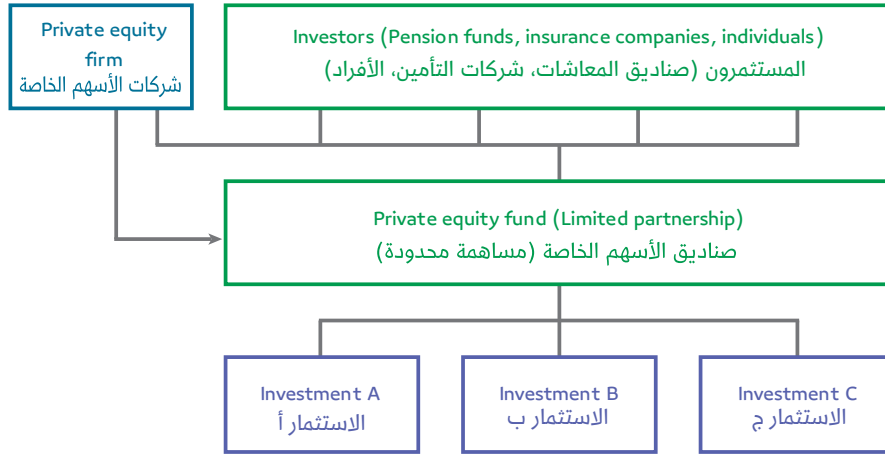 Private equity
firm
شركات الأسهم الخاصة
Investors (Pension funds, insurance companies, individuals)
المستثمرون (صناديق المعاشات، شركات التأمين، الأفراد)
Private equity fund (Limited partnership)
صناديق الأسهم الخاصة (مساهمة محدودة)
Investment A
الاستثمار أ
Investment B
الاستثمار ب
Investment C
الاستثمار ج